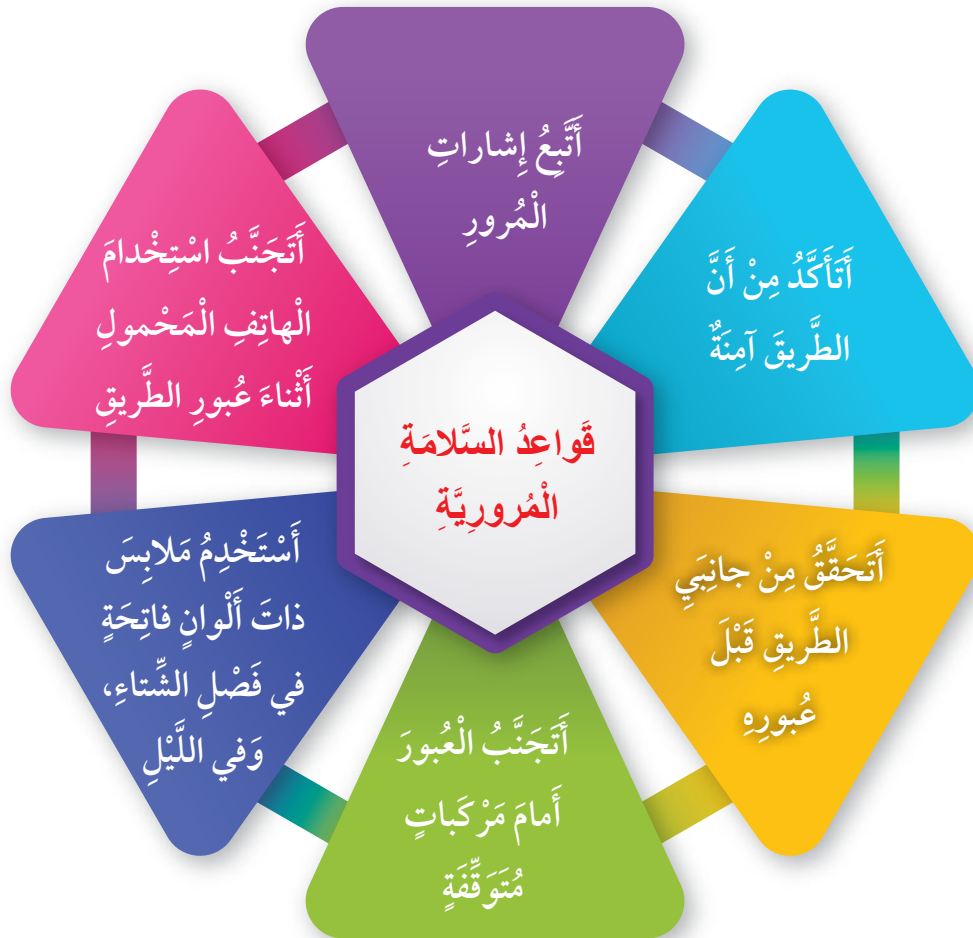 قَواعِدُ السَّلامَةِ
الْمُرورِيَّةِ
أَتَّبِعُ إِشاراتِ
الْمُرورِ
أَتَأَكَّدُ مِنْ أَنَّ
الطَّريقَ آمِنَةٌ
أَتَحَقَّقُ مِنْ جانِبَيِ
الطَّريقِ قَبْلَ
عُبورِهِ
أَتَجَنَّبُ الْعُبورَ
أَمامَ مَرْكَباتٍ
مُتَوَقِّفَةٍ
أَسْتَخْدِمُ مَلابِسَ
ذاتَ أَلْوانٍ فاتِحَةٍ
في فَصْلِ الشِّتاءِ،
وَفي اللَّيْلِ
أَتَجَنَّبُ اسْتِخْدامَ
الْهاتِفِ الْمَحْمولِ
أَثْناءَ عُبورِ الطَّريقِ